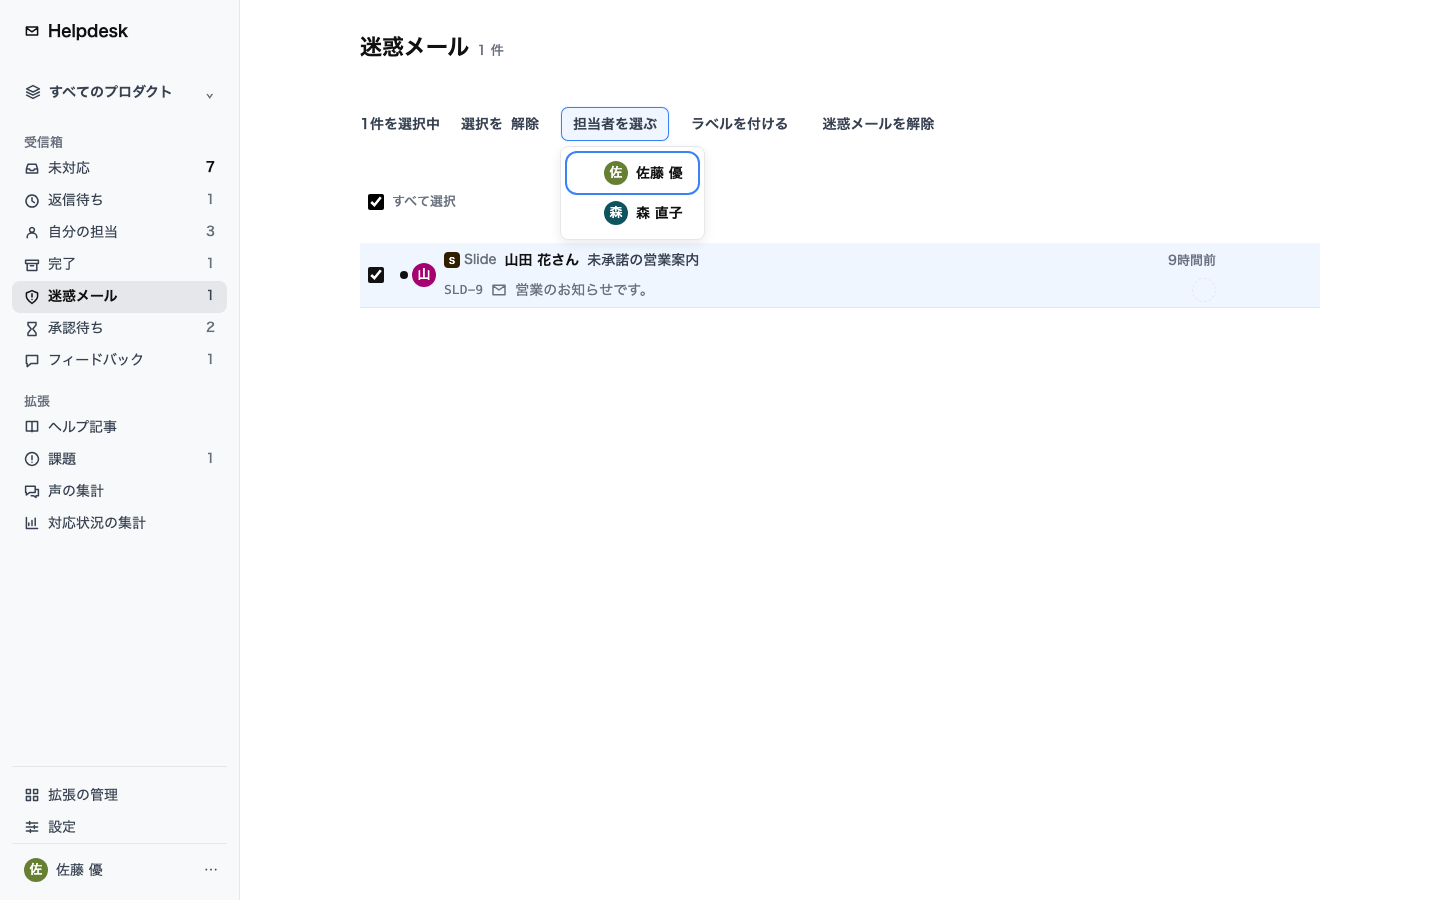 Helpdesk
すべてのプロダクト
受信箱
未対応 7
返信待ち 1
自分の担当 3
完了 1
迷惑メール 1
承認待ち 2
フィードバック 1
拡張
ヘルプ記事
課題 1
声の集計
対応状況の集計
拡張の管理
設定
佐 佐藤 優 ...
迷惑メール 1 件
1件を選択中 選択を 解除 担当者を選ぶ ラベルを付ける 迷惑メールを解除
佐 佐藤 優
森 森 直子
すべて選択
山 s Slide 山田 花さん 未承諾の営業案内 9時間前
SLD-9 営業のお知らせです。